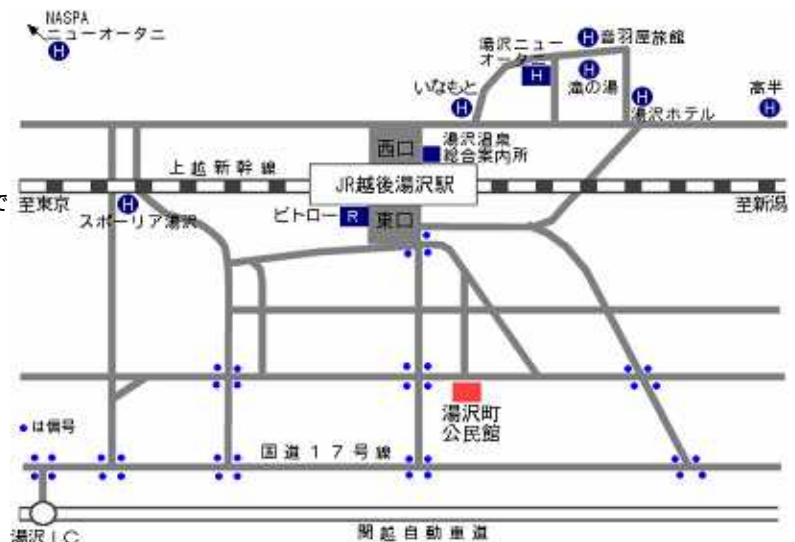 NASPA
ニューオータニ
H
湯沢ニュー
オータニ
H
H
音羽屋旅館
H
滝の湯
いなもと
H
H
湯沢ホテル
高半
H
西口
湯沢温泉
総合案内所
上越新幹線
JR越後湯沢駅
で
至東京
至新潟
H
スポーリア湯沢
ピトロー
R
東口
湯沢町
公民館
は信号
国道17号線
湯沢IC
関越自動車道